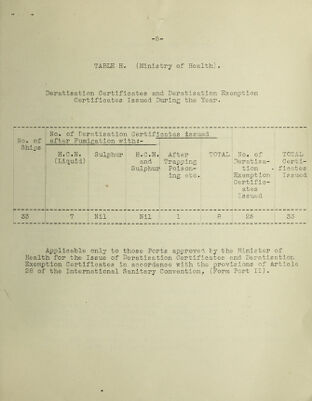 -8-
TABLE H. (Ministry of Health).
Deratisation Certificates and Deratisation Exemption
Certificates Issued During the Year.
No. of Ships
No. of Deratisation Certificates issued
after Fumigation with:-
H.C.N. (Liquid)
Sulphur
H.C.N. and Sulphur
After Trapping Poison- ing etc.
TOTAL
No. of Deratisa- tion Exemption Certific- ates Issued
TOTAL Certi- ficates Issued
33 7 Nil Nil 1 8 25 33
Applicable only to those Ports approved by the Minister of
Health for the Issue of Deratisation Certificates and Deratisation
Exemption Certificates in accordance with the provisions of Article
28 of the International Sanitary Convention, (Form Port II).